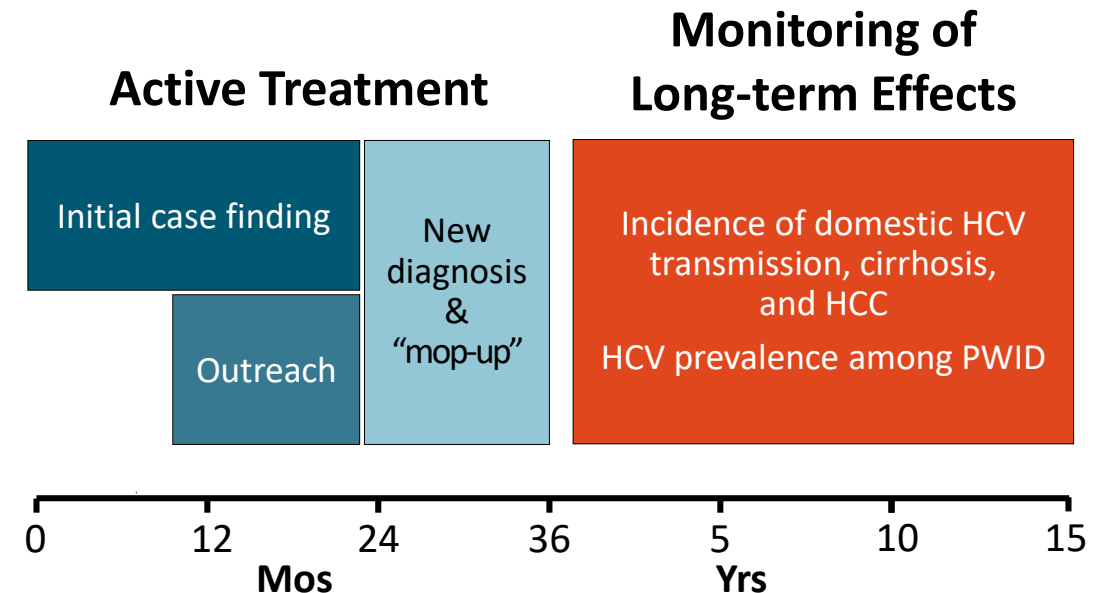 Active Treatment
Monitoring of
Long-term Effects
Initial case finding
Outreach
New
diagnosis
&
“mop-up”
Incidence of domestic HCV
transmission, cirrhosis,
and HCC
HCV prevalence among PWID
0 12 24 36 5 10 15
Mos Yrs